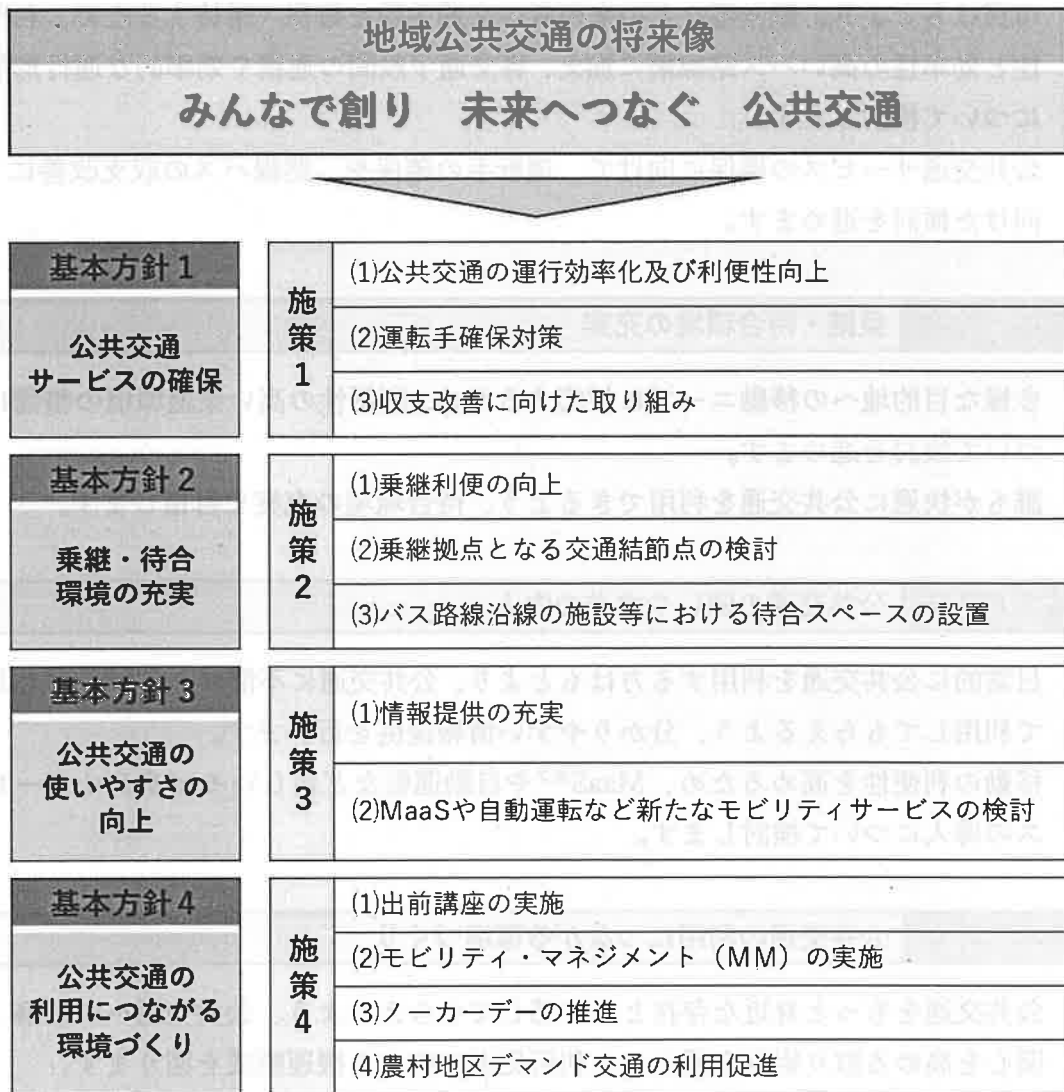 地域公共交通の将来像
みんなで創り 未来へつなぐ 公共交通
基本方針1
公共交通
サービスの確保
施策1
(1)公共交通の運行効率化及び利便性向上
(2)運転手確保対策
(3)収支改善に向けた取り組み
基本方針2
乗継・待合
環境の充実
施策2
(1)乗継利便の向上
(2)乗継拠点となる交通結節点の検討
(3)バス路線沿線の施設等における待合スペースの設置
基本方針3
公共交通の
使いやすさの
向上
施策3
(1)情報提供の充実
(2)MaaSや自動運転など新たなモビリティサービスの検討
基本方針4
公共交通の
利用につながる
環境づくり
施策4
(1)出前講座の実施
(2)モビリティ・マネジメント（MM）の実施
(3)ノーカーデーの推進
(4)農村地区デマンド交通の利用促進